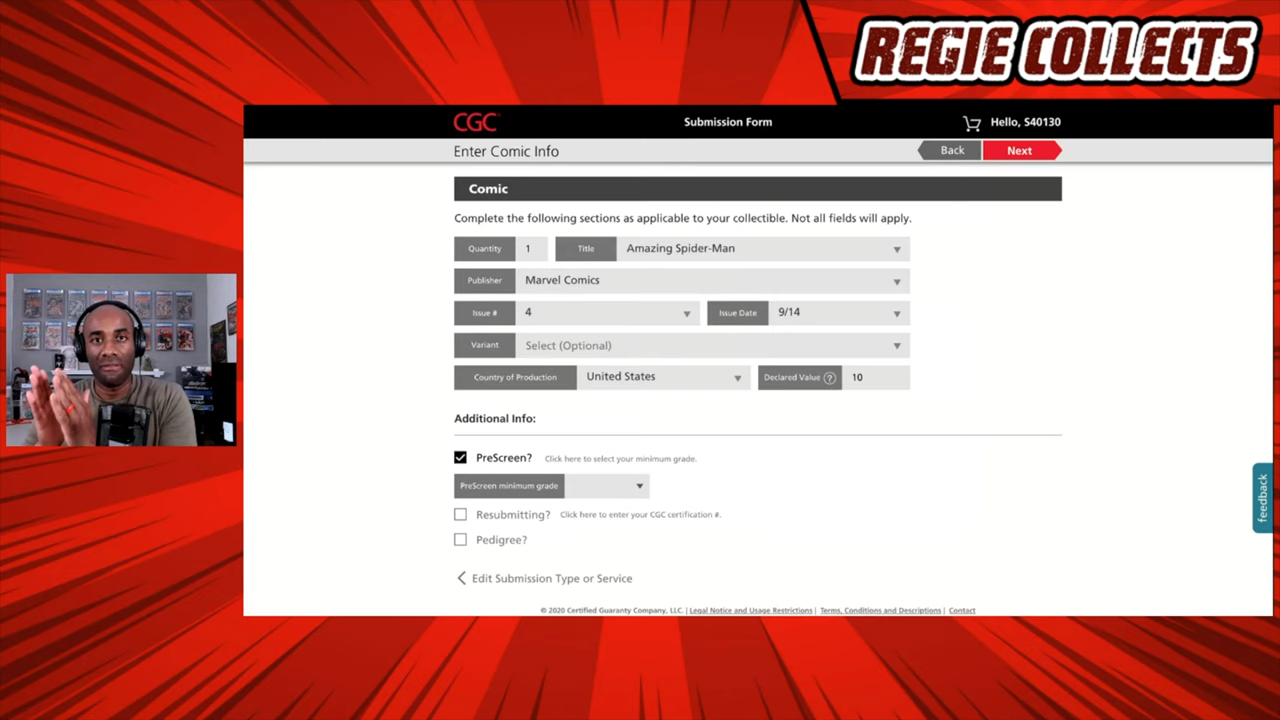 REGIE COLLECTS
CGC Submission Form Hello, S40130
Enter Comic Info Back Next
Comic
Complete the following sections as applicable to your collectible. Not all fields will apply.
Quantity 1 Title Amazing Spider-Man
Publisher Marvel Comics
Issue # 4 Issue Date 9/14
Variant Select (Optional)
Country of Production United States Declared Value ? 10
Additional Info:
PreScreen? Click here to select your minimum grade.
PreScreen minimum grade
feedback
Resubmitting? Click here to enter your CGC certification #.
Pedigree?
Edit Submission Type or Service
© 2020 Certified Guaranty Company, LLC. | Legal Notice and Usage Restrictions | Terms, Conditions and Descriptions | Contact